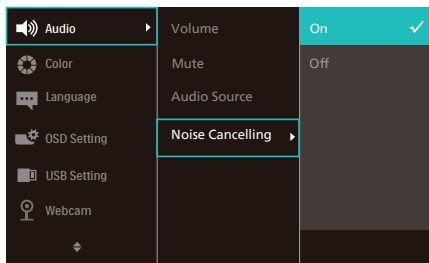 Audio
Color
Language
OSD Setting
USB Setting
Webcam
Volume
Mute
Audio Source
Noise Cancelling
On
Off